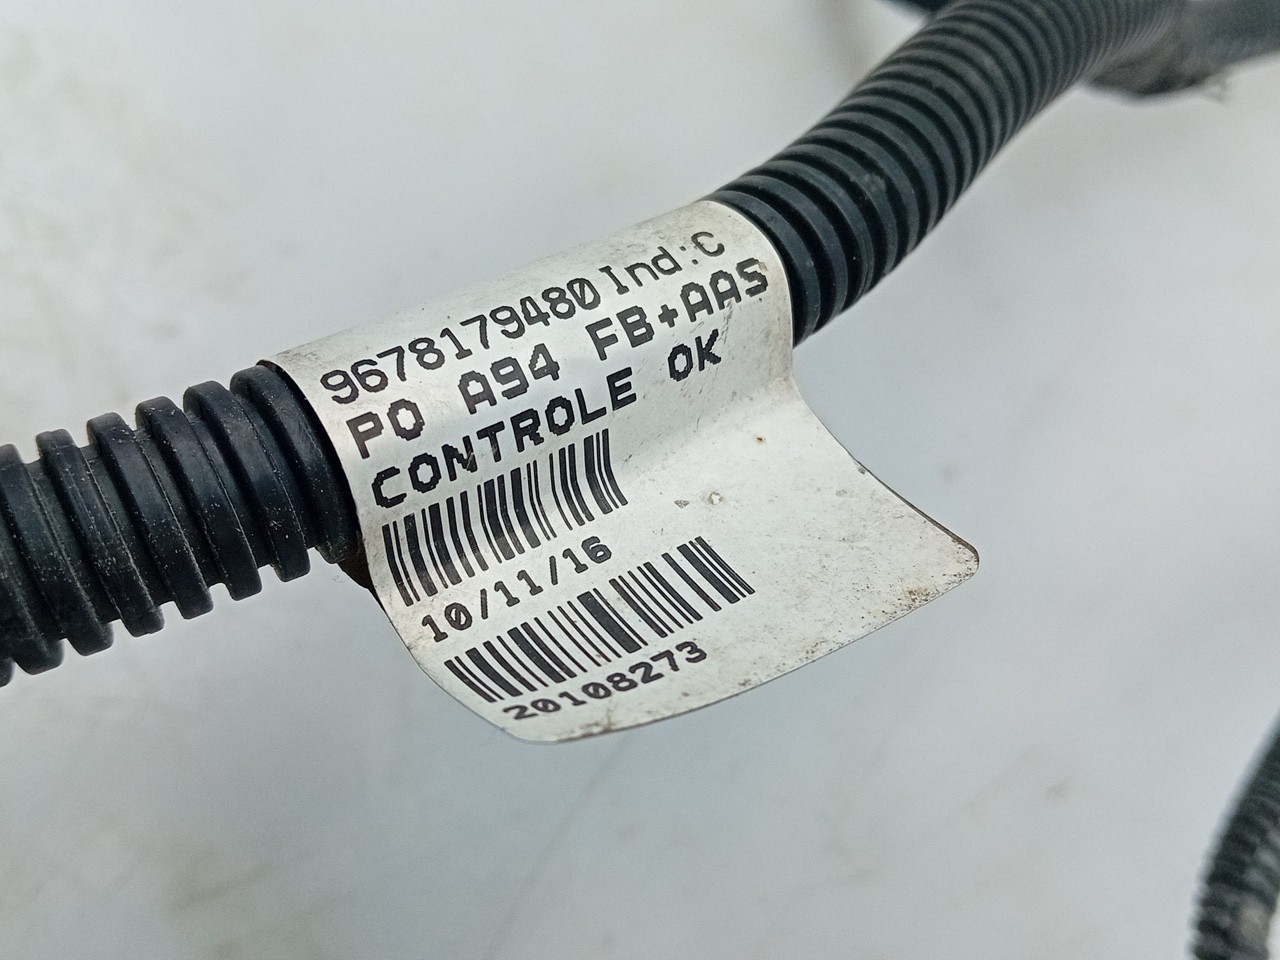 9678179480 Ind:C
PO A94 FB+AAS
CONTROLE OK
10/11/16
20108273